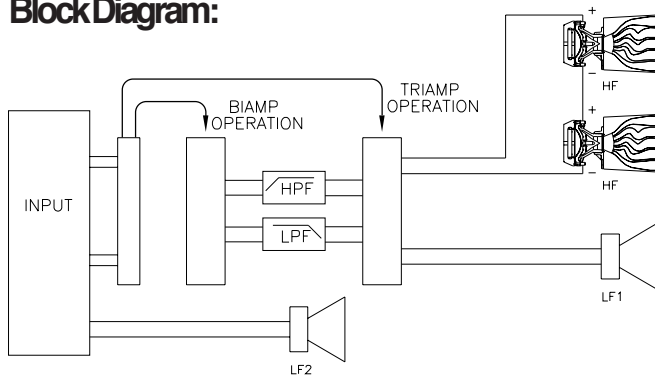 Block Diagram:
+
−
HF
+
−
HF
BIAMP
OPERATION
TRIAMP
OPERATION
INPUT
HPF
LPF
LF1
LF2